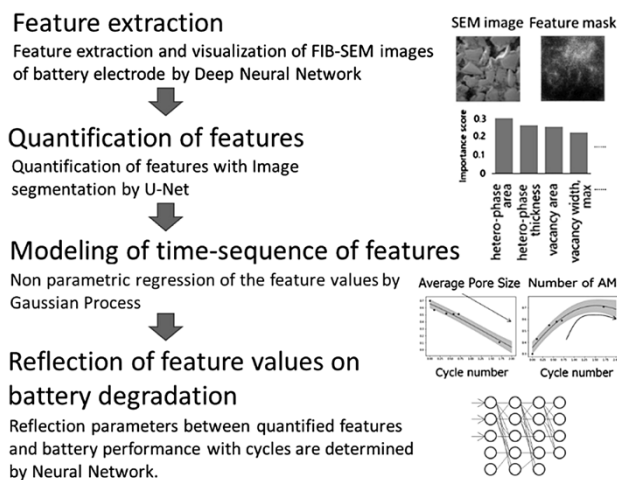 Feature extraction
Feature extraction and visualization of FIB-SEM images
of battery electrode by Deep Neural Network
SEM image
Feature mask
Quantification of features
Quantification of features with Image
segmentation by U-Net
Importance score
0.3
0.2
0.1
0
hetero-phase
area
hetero-phase
thickness
vacancy area
vacancy width,
max
......
......
Modeling of time-sequence of features
Non parametric regression of the feature values by
Gaussian Process
Average Pore Size
Number of AM
Cycle number
Cycle number
Reflection of feature values on
battery degradation
Reflection parameters between quantified features
and battery performance with cycles are determined
by Neural Network.